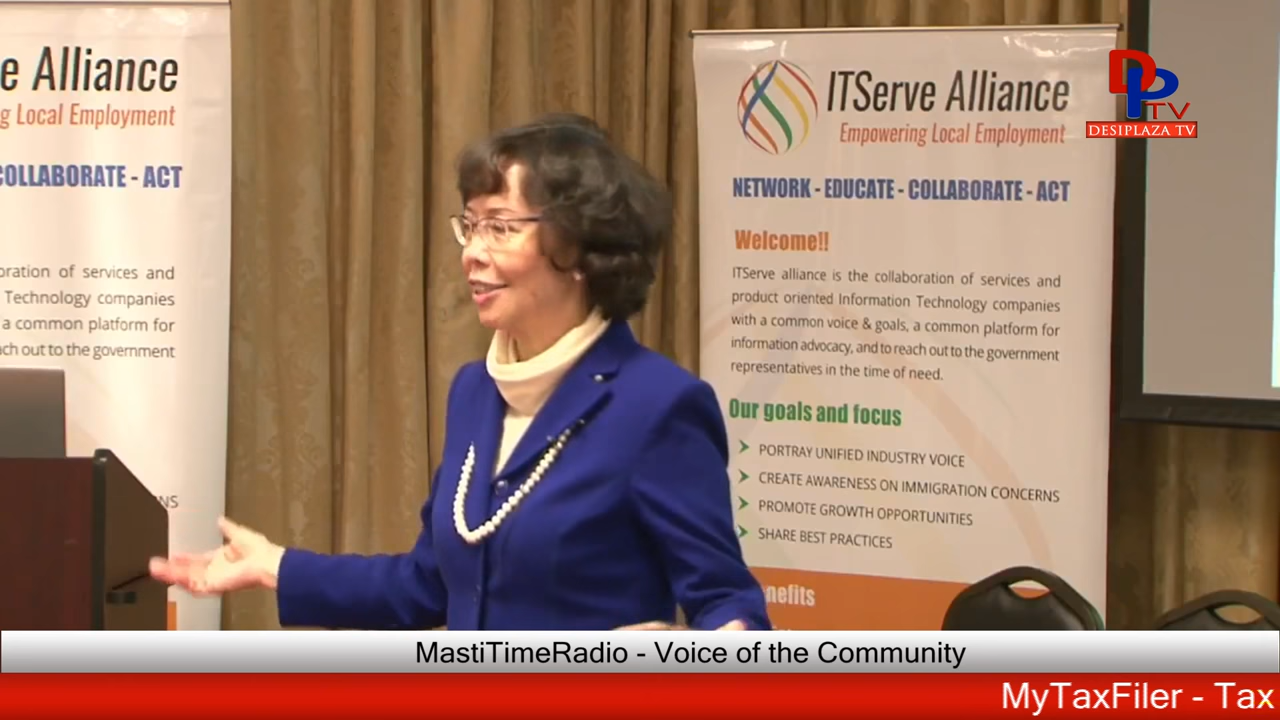 e Alliance
g Local Employment
COLLABORATE - ACT
oration of services and
Technology companies
a common platform for
ach out to the government
NS
ITServe Alliance
Empowering Local Employment
NETWORK - EDUCATE - COLLABORATE - ACT
Welcome!!
ITServe alliance is the collaboration of services and
product oriented Information Technology companies
with a common voice & goals, a common platform for
information advocacy, and to reach out to the government
representatives in the time of need.
Our goals and focus
PORTRAY UNIFIED INDUSTRY VOICE
CREATE AWARENESS ON IMMIGRATION CONCERNS
PROMOTE GROWTH OPPORTUNITIES
SHARE BEST PRACTICES
enefits
DPTV
DESIPLAZA TV
MastiTimeRadio - Voice of the Community
MyTaxFiler - Tax